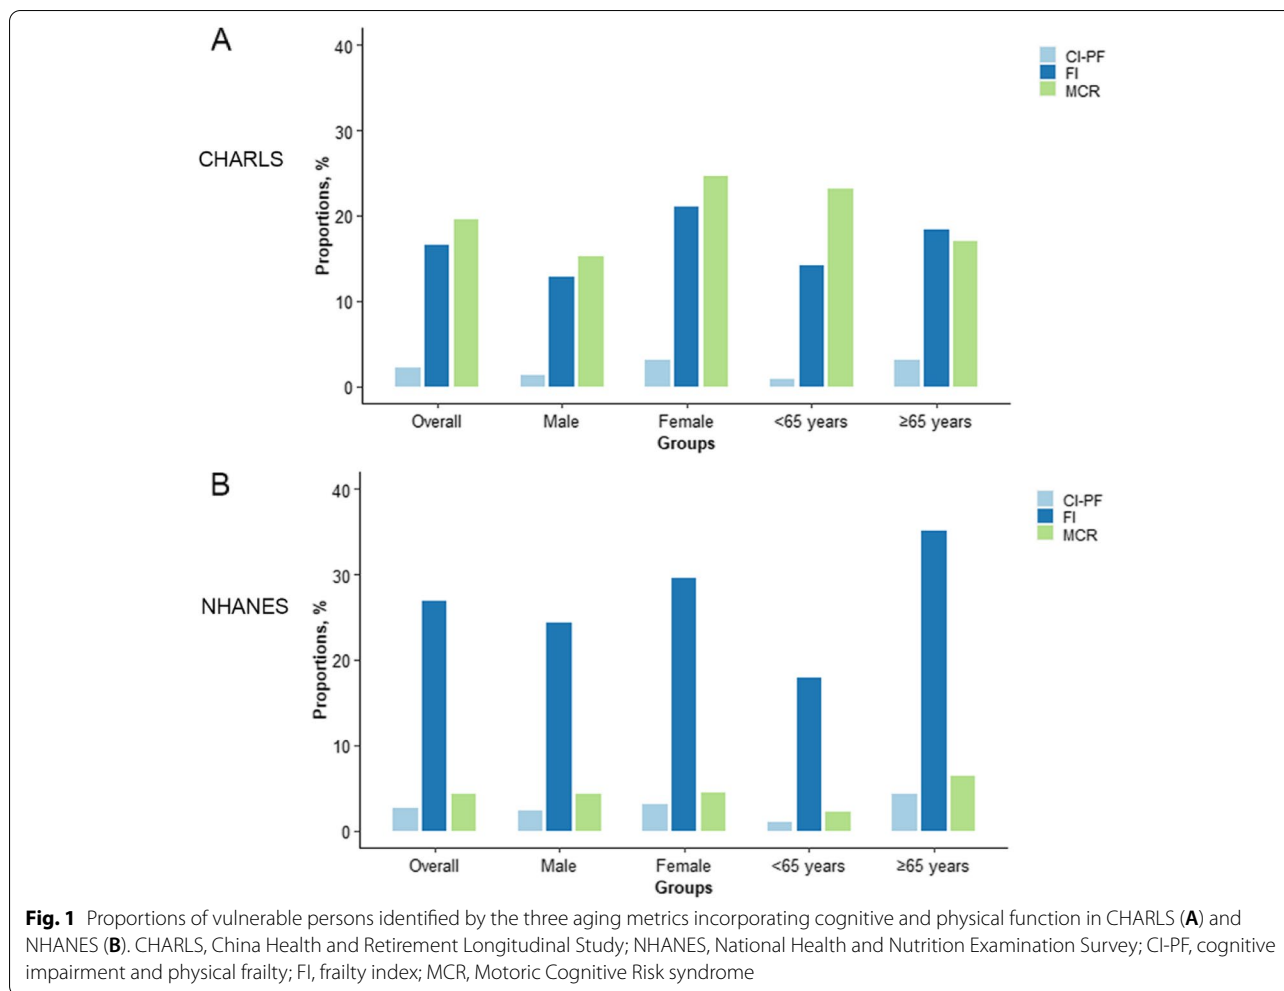 A
40
30
20
10
0
Proportions, %
CHARLS
CI-PF
FI
MCR
Overall Male Female <65 years ≥65 years
Groups
B
40
30
20
10
0
Proportions, %
NHANES
CI-PF
FI
MCR
Overall Male Female <65 years ≥65 years
Groups
Fig. 1 Proportions of vulnerable persons identified by the three aging metrics incorporating cognitive and physical function in CHARLS (A) and
NHANES (B). CHARLS, China Health and Retirement Longitudinal Study; NHANES, National Health and Nutrition Examination Survey; CI-PF, cognitive
impairment and physical frailty; FI, frailty index; MCR, Motoric Cognitive Risk syndrome